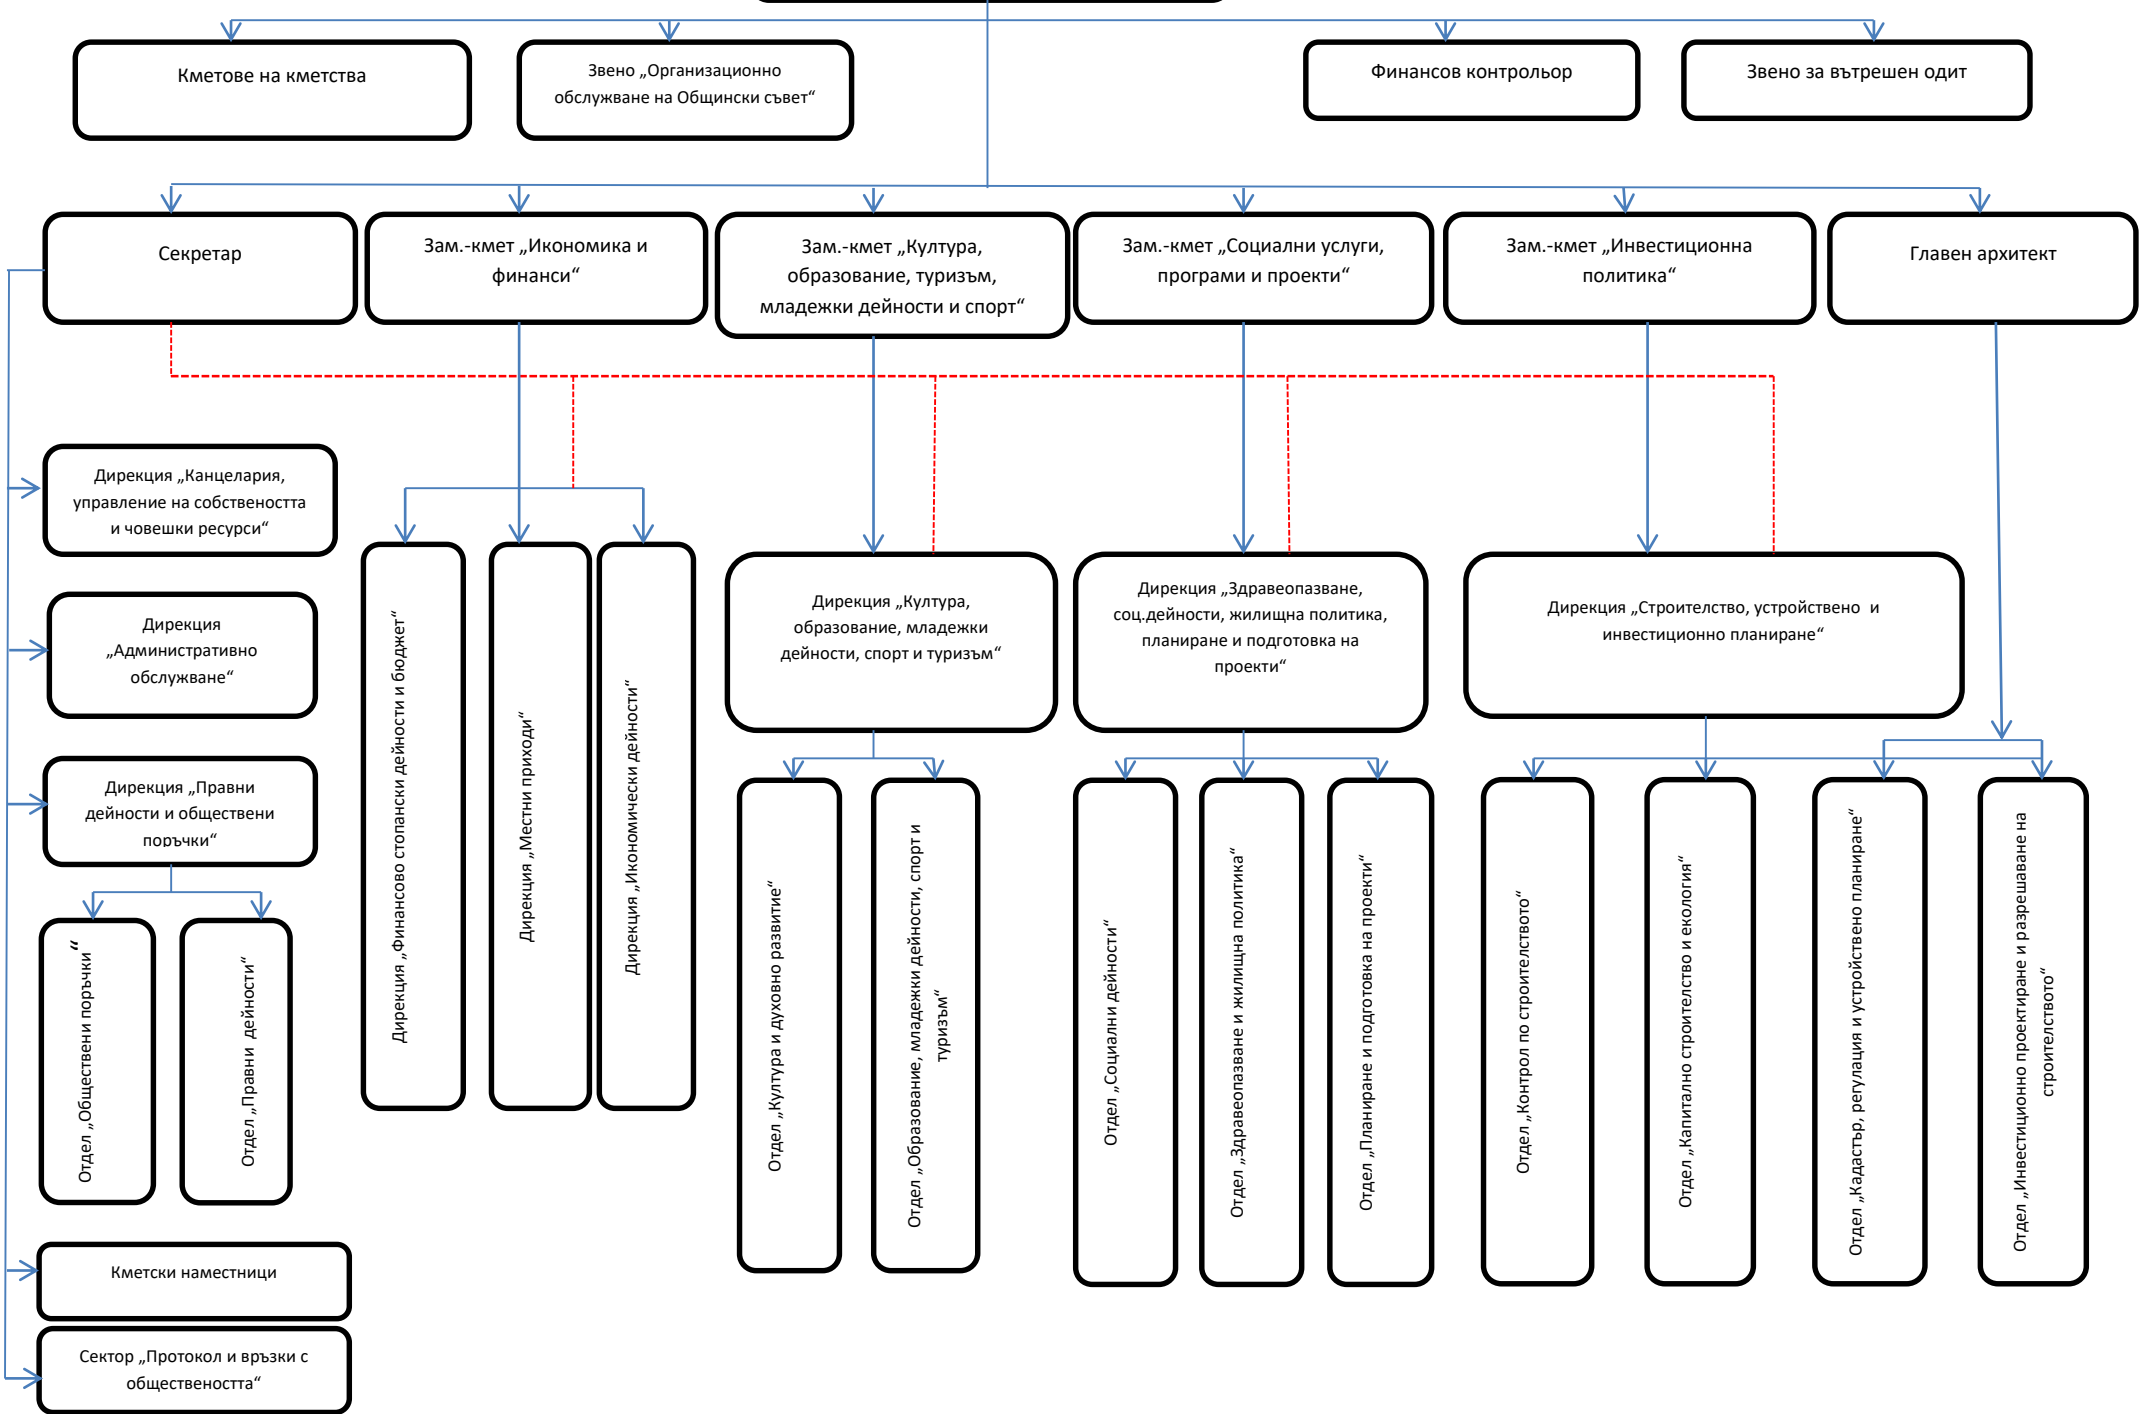 Кметове на кметства
Звено „Организационно
обслужване на Общински съвет“
Финансов контрольор
Звено за вътрешен одит
Секретар
Зам.-кмет „Икономика и
финанси“
Зам.-кмет „Култура,
образование, туризъм,
младежки дейности и спорт“
Зам.-кмет „Социални услуги,
програми и проекти“
Зам.-кмет „Инвестиционна
политика“
Главен архитект
Дирекция „Канцелария,
управление на собствеността
и човешки ресурси“
Дирекция
„Административно
обслужване“
Дирекция „Правни
дейности и обществени
поръчки“
Отдел „Обществени поръчки“
Отдел „Правни  дейности“
Кметски наместници
Сектор „Протокол и връзки с
обществеността“
Дирекция „Финансово стопански дейности и бюджет“
Дирекция „Местни приходи“
Дирекция „Икономически дейности“
Дирекция „Култура,
образование, младежки
дейности, спорт и туризъм“
Отдел „Култура и духовно развитие“
Отдел „Образование, младежки дейности, спорт и
туризъм“
Дирекция „Здравеопазване,
соц.дейности, жилищна политика,
планиране и подготовка на
проекти“
Отдел „Социални дейности“
Отдел „Здравеопазване и жилищна политика“
Отдел „Планиране и подготовка на проекти“
Дирекция „Строителство, устройствено  и
инвестиционно планиране“
Отдел „Контрол по строителството“
Отдел „Капитално строителство и екология“
Отдел „Кадастър, регулация и устройствено планиране“
Отдел „Инвестиционно проектиране и разрешаване на
строителството“